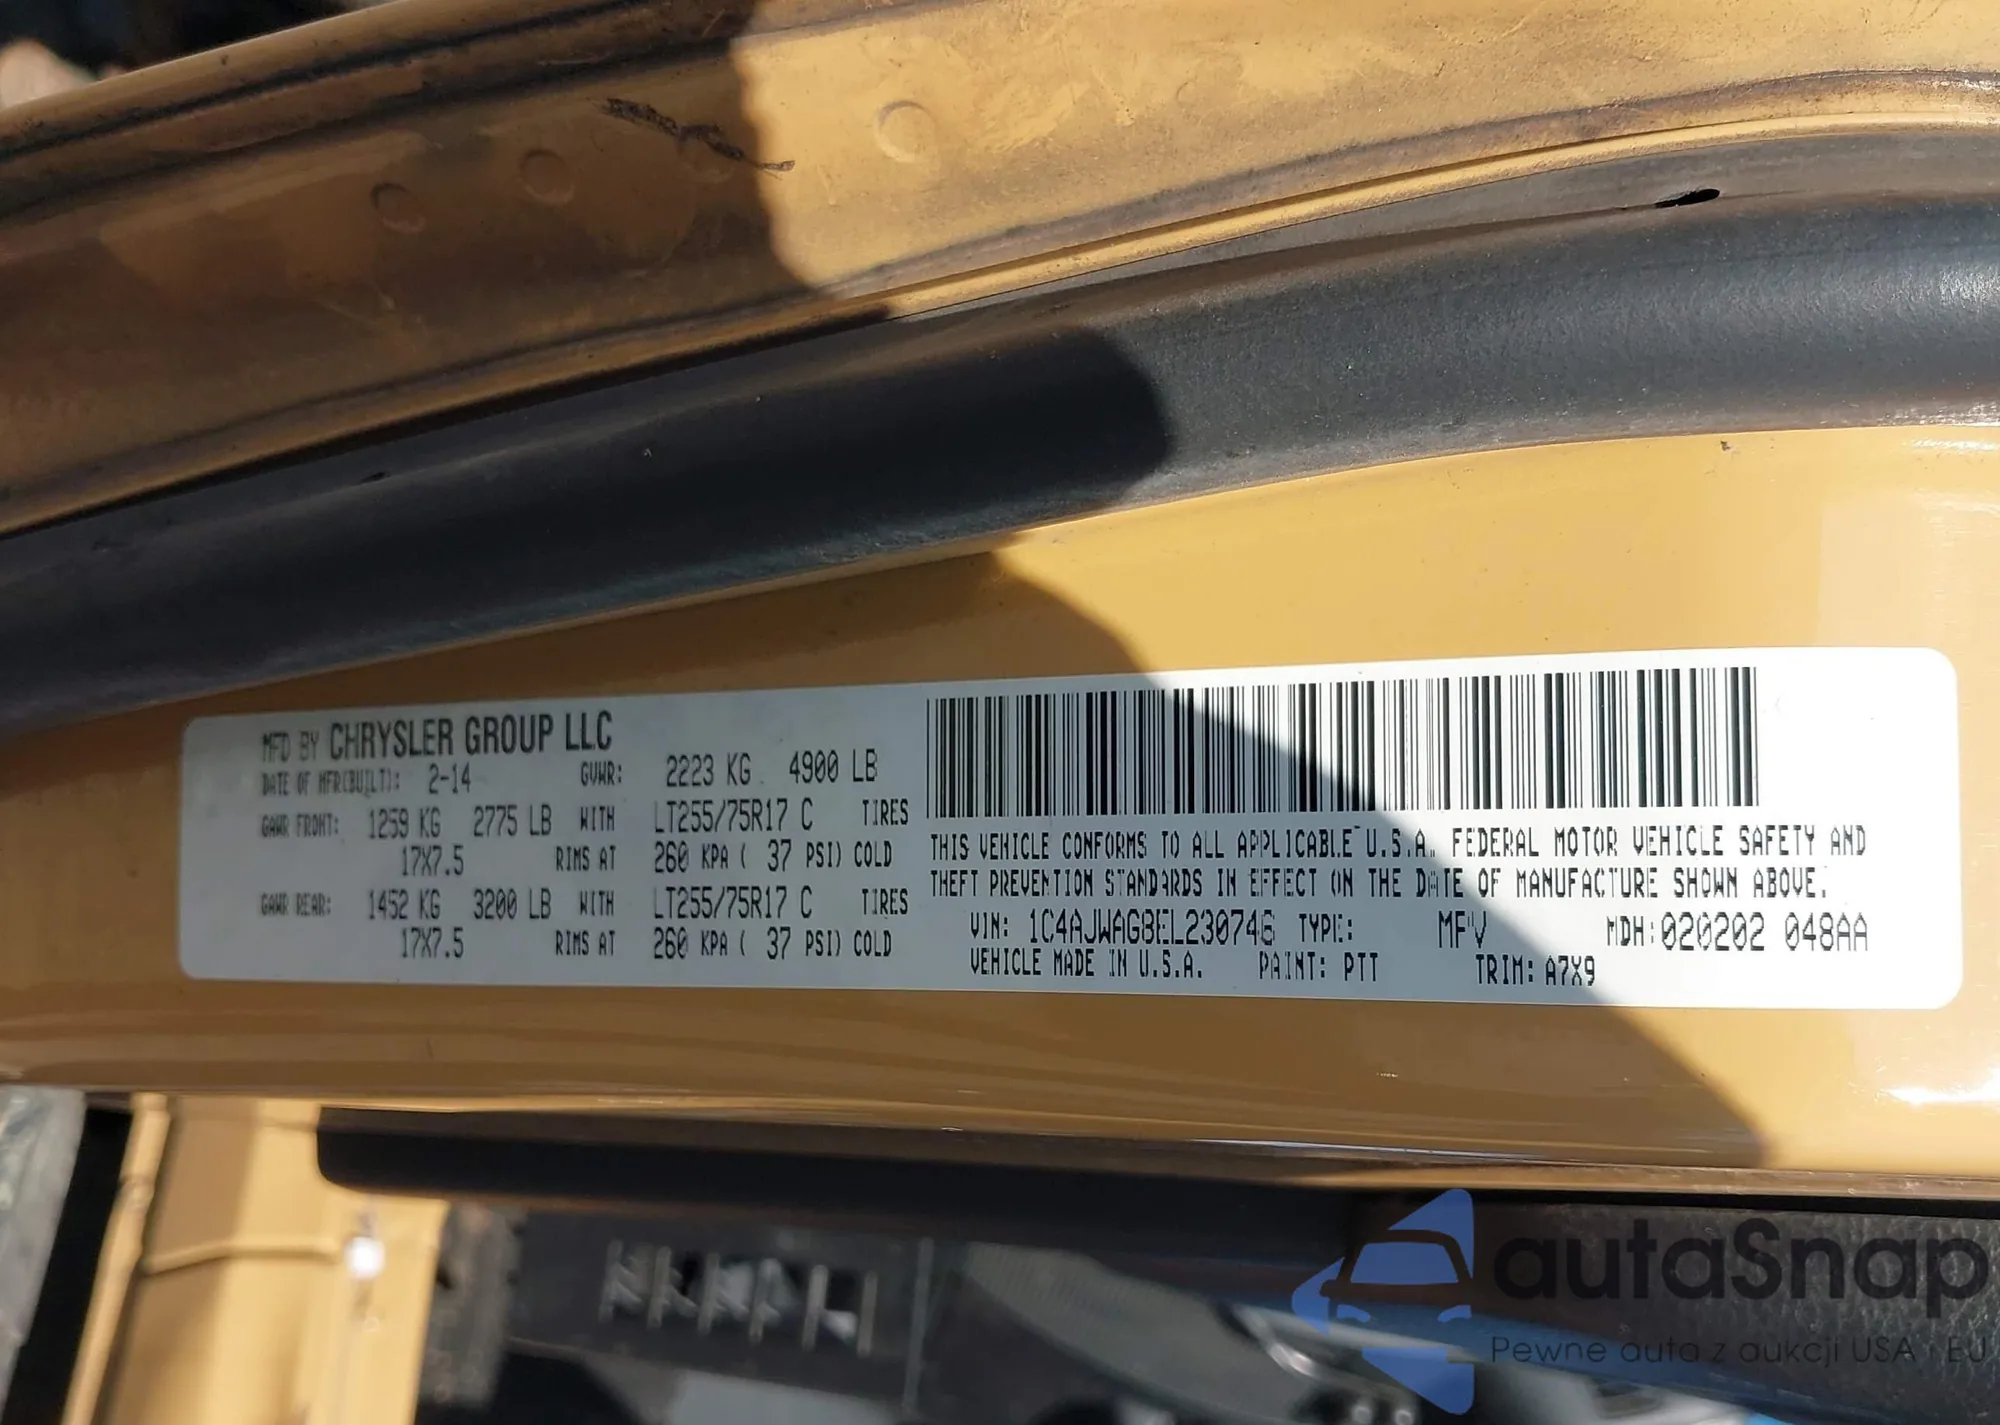 MFD BY CHRYSLER GROUP LLC
DATE OF MFR(BUILT): 2-14 GVWR: 2223 KG 4900 LB
GAWR FRONT: 1259 KG 2775 LB WITH LT255/75R17 C TIRES
17X7.5 RIMS AT 260 KPA ( 37 PSI) COLD
GAWR REAR: 1452 KG 3200 LB WITH LT255/75R17 C TIRES
17X7.5 RIMS AT 260 KPA ( 37 PSI) COLD
THIS VEHICLE CONFORMS TO ALL APPLICABLE U.S.A. FEDERAL MOTOR VEHICLE SAFETY AND
THEFT PREVENTION STANDARDS IN EFFECT ON THE DATE OF MANUFACTURE SHOWN ABOVE.
VIN: 1C4AJWAG8EL230746 TYPE: MPV MDH:020202 048AA
VEHICLE MADE IN U.S.A. PAINT: PTT TRIM: A7X9
autaSnap
Pewne auta z aukcji USA i EU